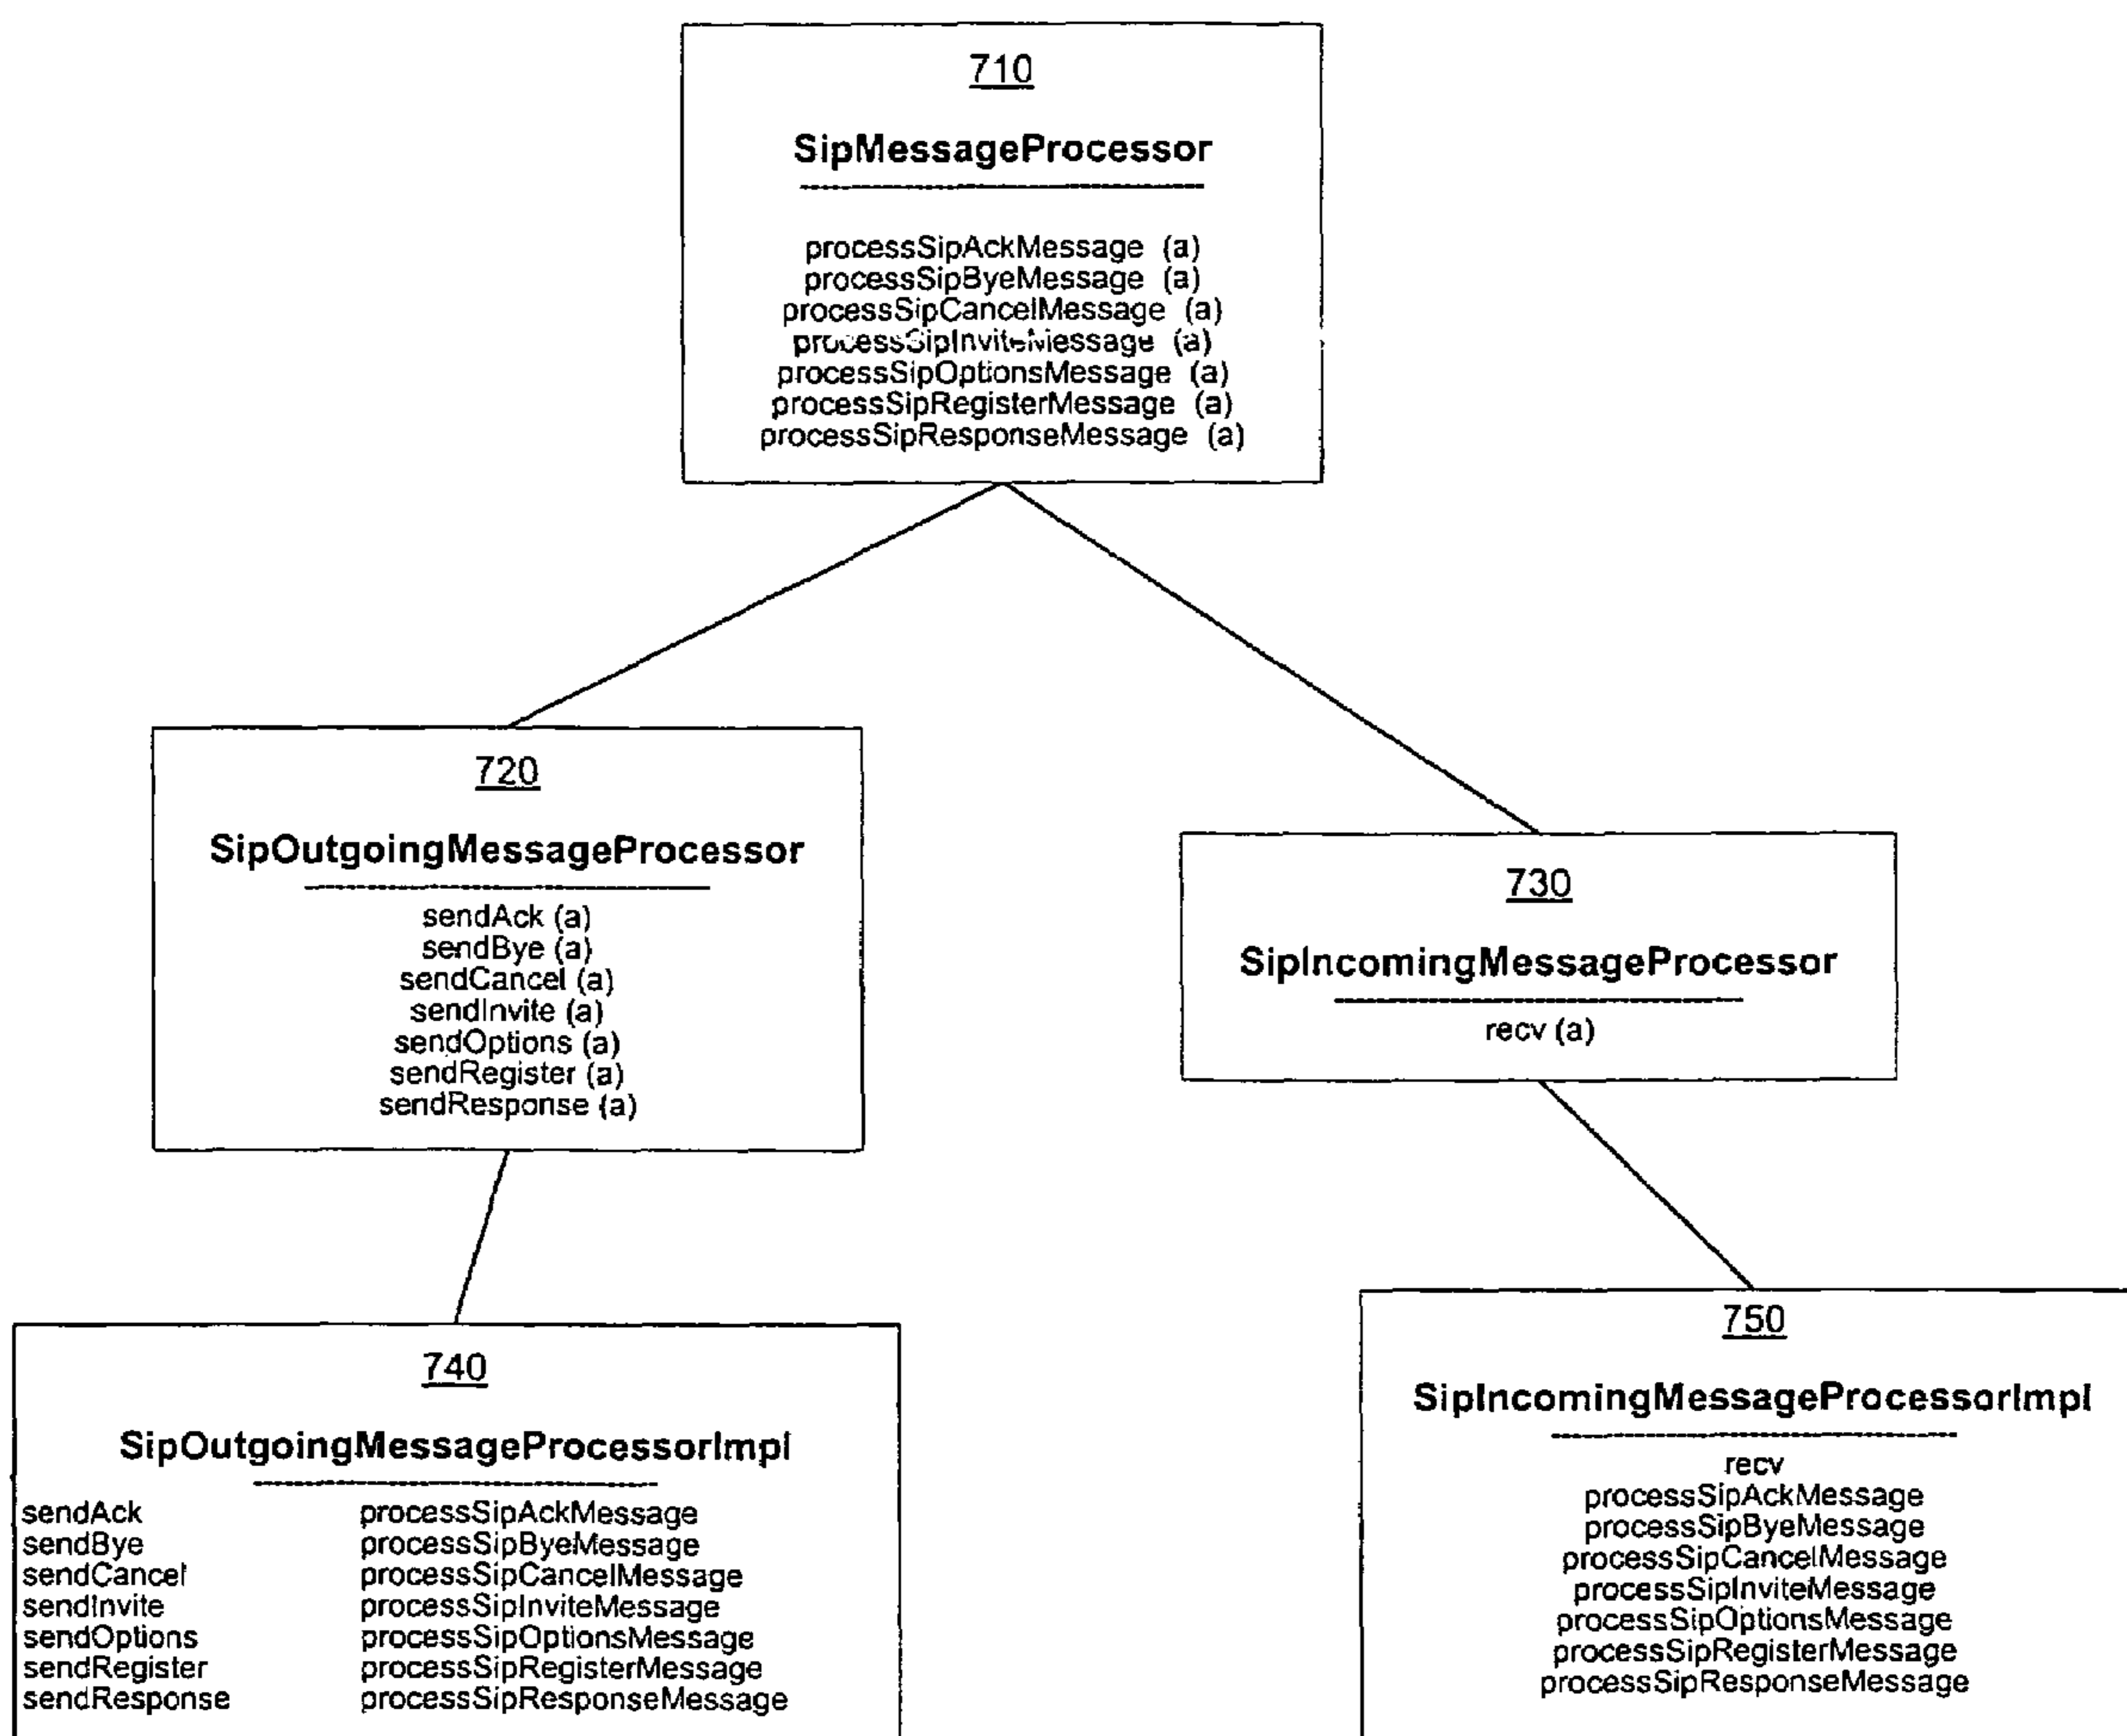 710
SipMessageProcessor
processSipAckMessage (a)
processSipByeMessage (a)
processSipCancelMessage (a)
processSipInviteMessage (a)
processSipOptionsMessage (a)
processSipRegisterMessage (a)
processSipResponseMessage (a)
720
SipOutgoingMessageProcessor
sendAck (a)
sendBye (a)
sendCancel (a)
sendInvite (a)
sendOptions (a)
sendRegister (a)
sendResponse (a)
730
SipIncomingMessageProcessor
recv (a)
740
SipOutgoingMessageProcessorImpl
sendAck processSipAckMessage
sendBye processSipByeMessage
sendCancel processSipCancelMessage
sendInvite processSipInviteMessage
sendOptions processSipOptionsMessage
sendRegister processSipRegisterMessage
sendResponse processSipResponseMessage
750
SipIncomingMessageProcessorImpl
recv
processSipAckMessage
processSipByeMessage
processSipCancelMessage
processSipInviteMessage
processSipOptionsMessage
processSipRegisterMessage
processSipResponseMessage